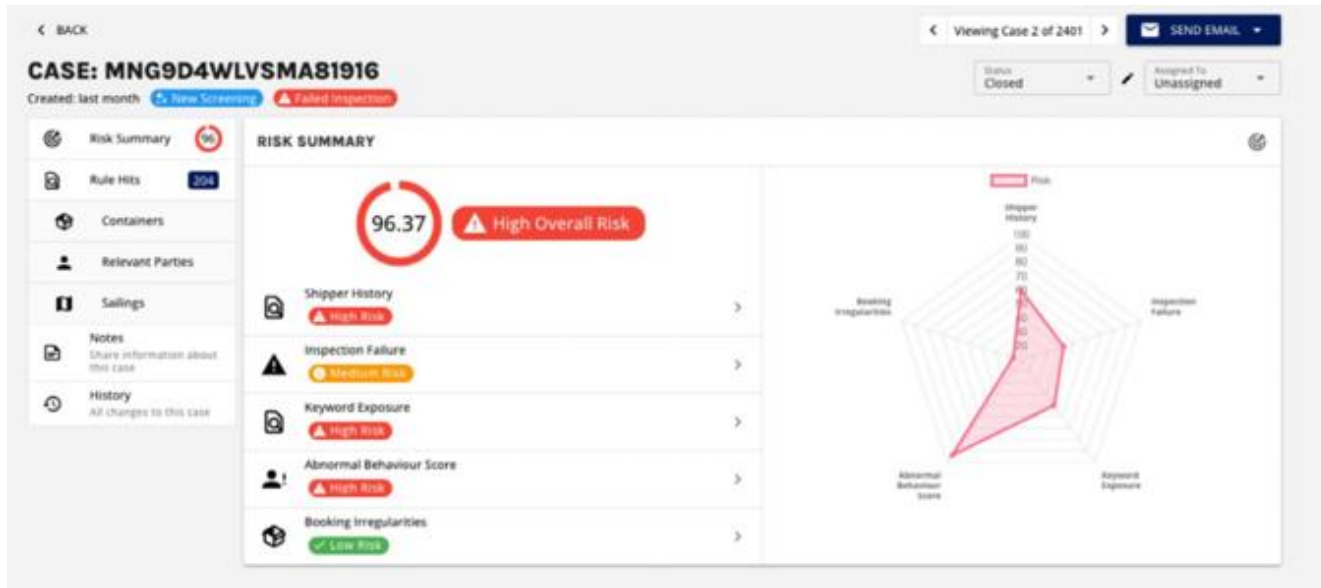 BACK
Viewing Case 2 of 2401
SEND EMAIL
CASE: MNG9D4WLVSMA81916
Status
Closed
Assigned To
Unassigned
Created: last month
New Screening
Failed Inspection
Risk Summary
96
RISK SUMMARY
Rule Hits
204
Containers
Relevant Parties
Sailings
Notes
Share information about
this case
History
All changes to this case
96.37
High Overall Risk
Shipper History
High Risk
Inspection Failure
Medium Risk
Keyword Exposure
High Risk
Abnormal Behaviour Score
High Risk
Booking Irregularities
Low Risk
Risk
Shipper
History
100
90
80
70
20
Inspection
Failure
Keyword
Exposure
Abnormal
Behaviour
Score
Booking
Irregularities